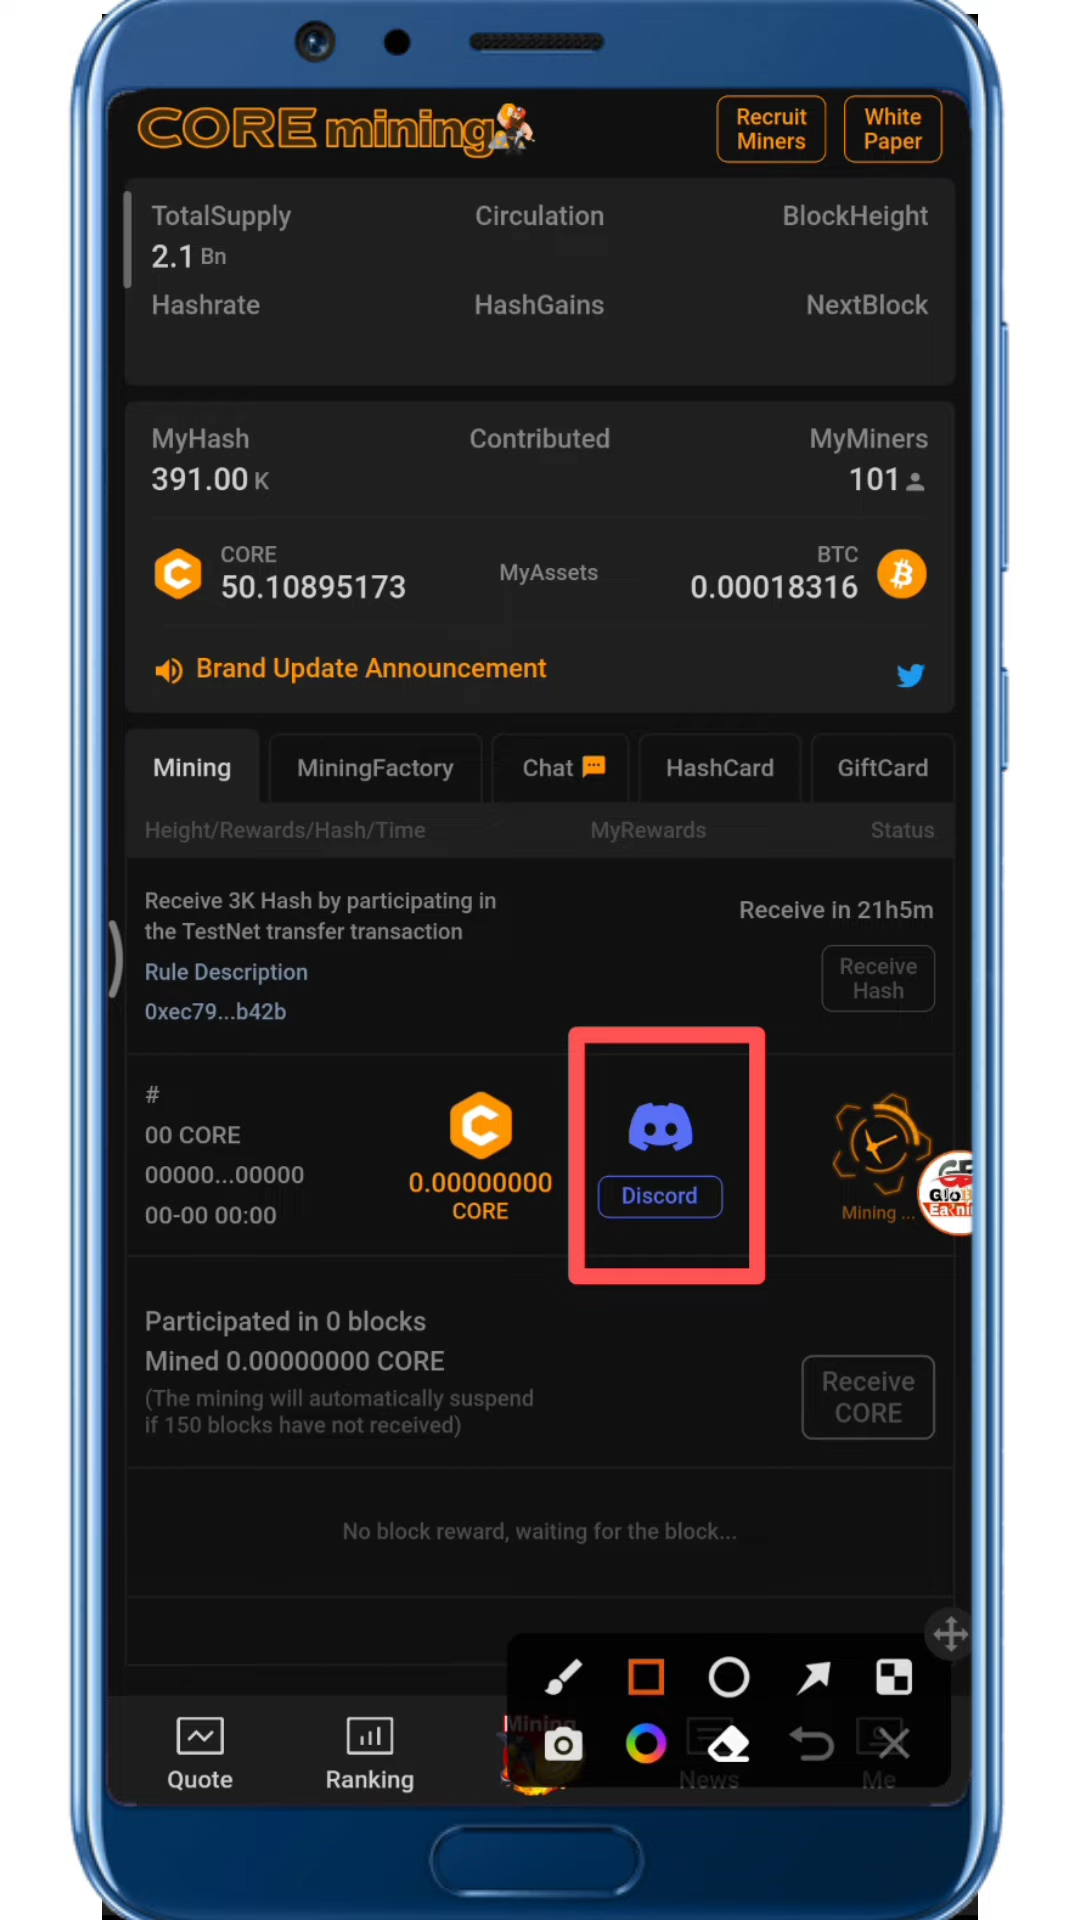 CORE mining
Recruit
Miners
White
Paper
TotalSupply
Circulation
BlockHeight
2.1 Bn
Hashrate
HashGains
NextBlock
MyHash
Contributed
MyMiners
391.00 K
101
CORE
50.10895173
MyAssets
BTC
0.00018316
Brand Update Announcement
Mining
MiningFactory
Chat
HashCard
GiftCard
Height/Rewards/Hash/Time
MyRewards
Status
Receive 3K Hash by participating in
the TestNet transfer transaction
Receive in 21h5m
Rule Description
0xec79...b42b
Receive
Hash
#
00 CORE
00000...00000
00-00 00:00
0.00000000
CORE
Discord
Mining ...
Participated in 0 blocks
Mined 0.00000000 CORE
(The mining will automatically suspend
if 150 blocks have not received)
Receive
CORE
No block reward, waiting for the block...
Quote
Ranking
Mining
News
Me